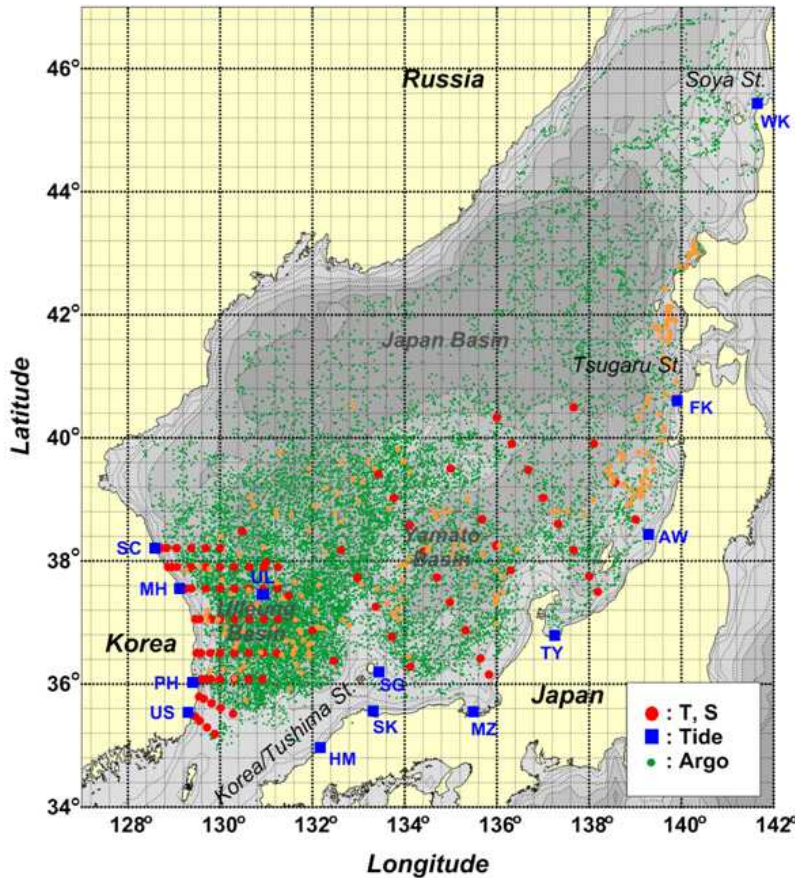 46°
44°
42°
40°
38°
36°
34°
Latitude
Russia
Soya St.
WK
Japan Basin
Tsugaru St.
FK
Yamato
Basin
AW
SC
UL
MH
Ulleung
Basin
Korea
TY
PH
SG
Japan
US
Korea/Tushima St.
SK
MZ
HM
: T, S
: Tide
: Argo
128°
130°
132°
134°
136°
138°
140°
142°
Longitude